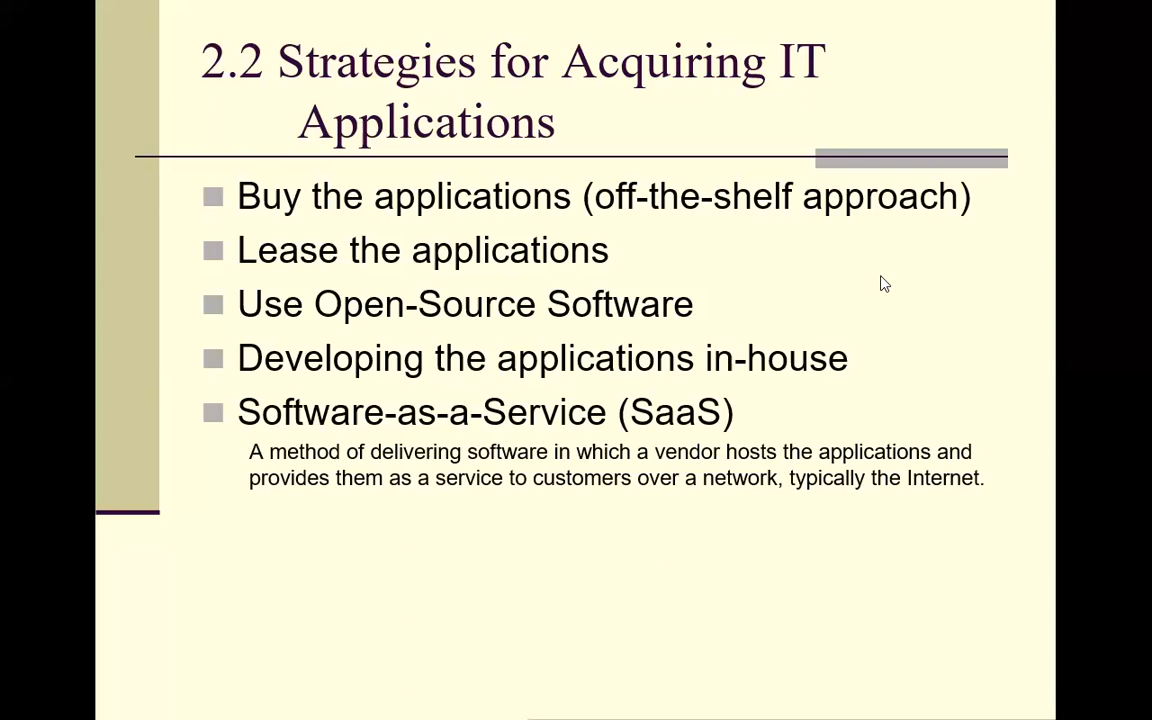 2.2 Strategies for Acquiring IT
Applications
Buy the applications (off-the-shelf approach)
Lease the applications
Use Open-Source Software
Developing the applications in-house
Software-as-a-Service (SaaS)
A method of delivering software in which a vendor hosts the applications and
provides them as a service to customers over a network, typically the Internet.